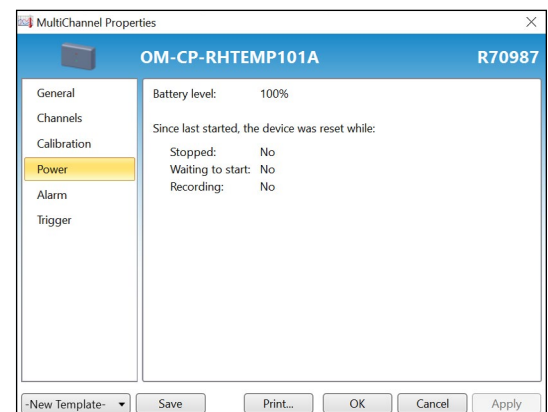 MultiChannel Properties
OM-CP-RHTEMP101A R70987
General
Channels
Calibration
Power
Alarm
Trigger
Battery level: 100%
Since last started, the device was reset while:
Stopped: No
Waiting to start: No
Recording: No
-New Template- Save Print... OK Cancel Apply